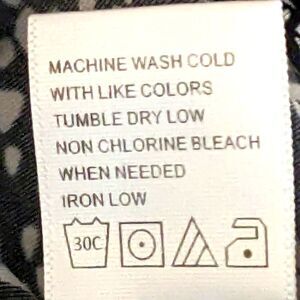 MACHINE WASH COLD
WITH LIKE COLORS
TUMBLE DRY LOW
NON CHLORINE BLEACH
WHEN NEEDED
IRON LOW
30C